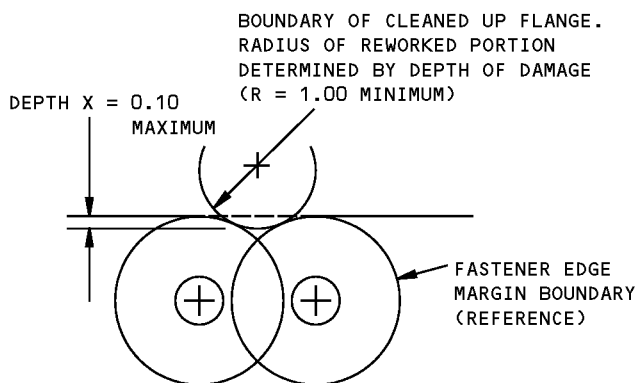 BOUNDARY OF CLEANED UP FLANGE.
RADIUS OF REWORKED PORTION
DETERMINED BY DEPTH OF DAMAGE
(R = 1.00 MINIMUM)
DEPTH X = 0.10
MAXIMUM
FASTENER EDGE
MARGIN BOUNDARY
(REFERENCE)